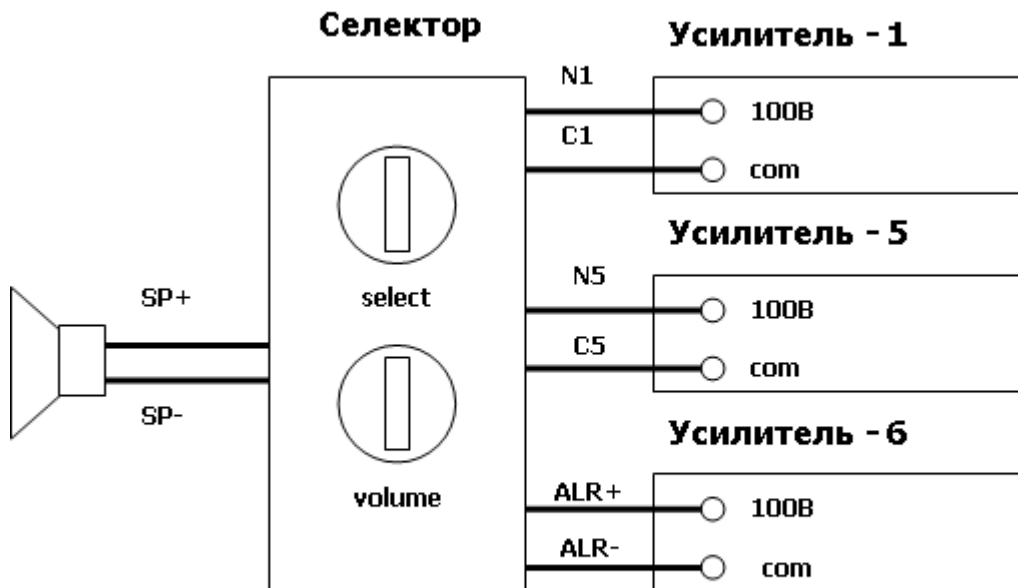 Селектор
Усилитель - 1
N1
100В
C1
com
Усилитель - 5
select
SP+
N5
100В
C5
com
SP-
Усилитель - 6
volume
ALR+
100В
ALR-
com